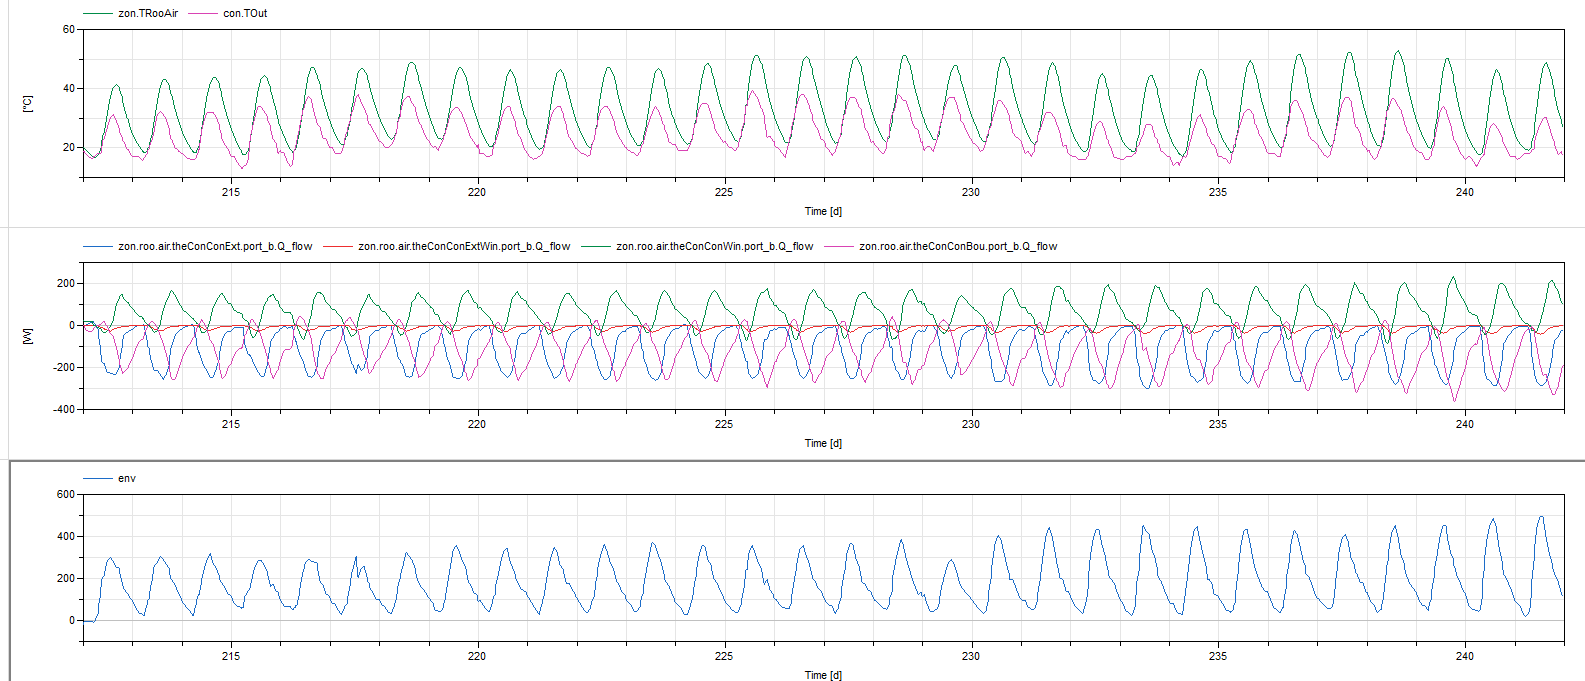 zon.TRooAir con.TOut
60
40
20
[°C]
215 220 225 230 235 240
Time [d]
zon.roo.air.theConConExt.port_b.Q_flow zon.roo.air.theConConExtWin.port_b.Q_flow zon.roo.air.theConConWin.port_b.Q_flow zon.roo.air.theConConBou.port_b.Q_flow
200
0
-200
-400
[W]
215 220 225 230 235 240
Time [d]
env
600
400
200
0
215 220 225 230 235 240
Time [d]